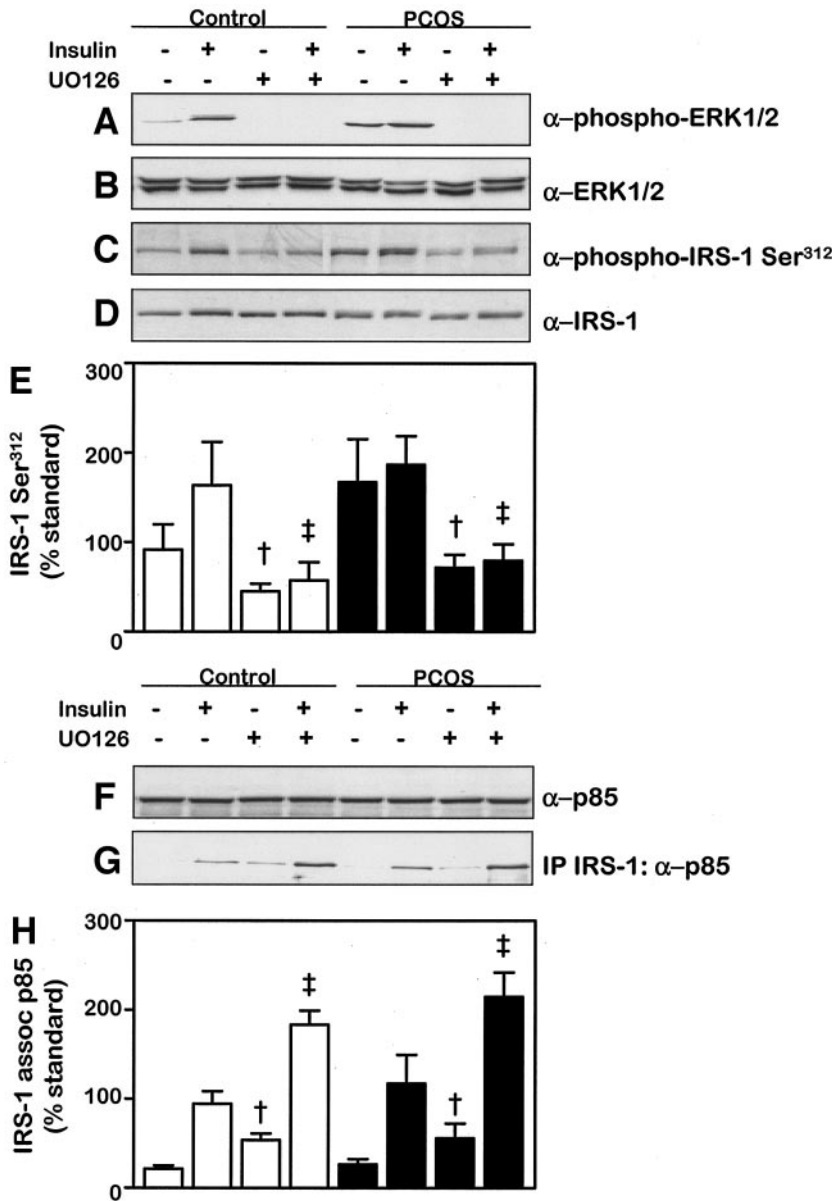 Control PCOS
Insulin - + - + - + - +
UO126 - - + + - - + +
A α–phospho-ERK1/2
B α–ERK1/2
C α–phospho-IRS-1 Ser³¹²
D α–IRS-1
E
IRS-1 Ser³¹²
(% standard)
300
200
100
0
† ‡ † ‡
Control PCOS
Insulin - + - + - + - +
UO126 - - + + - - + +
F α–p85
G IP IRS-1: α–p85
H
IRS-1 assoc p85
(% standard)
300
200
100
0
† ‡ † ‡